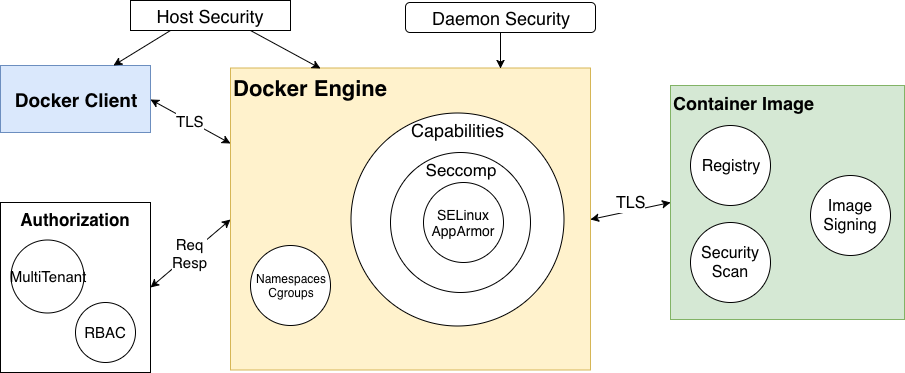 Host Security
Daemon Security
Docker Client
TLS
Docker Engine
Capabilities
Seccomp
SELinux
AppArmor
Namespaces
Cgroups
Authorization
MultiTenant
RBAC
Req
Resp
TLS
Container Image
Registry
Image
Signing
Security
Scan